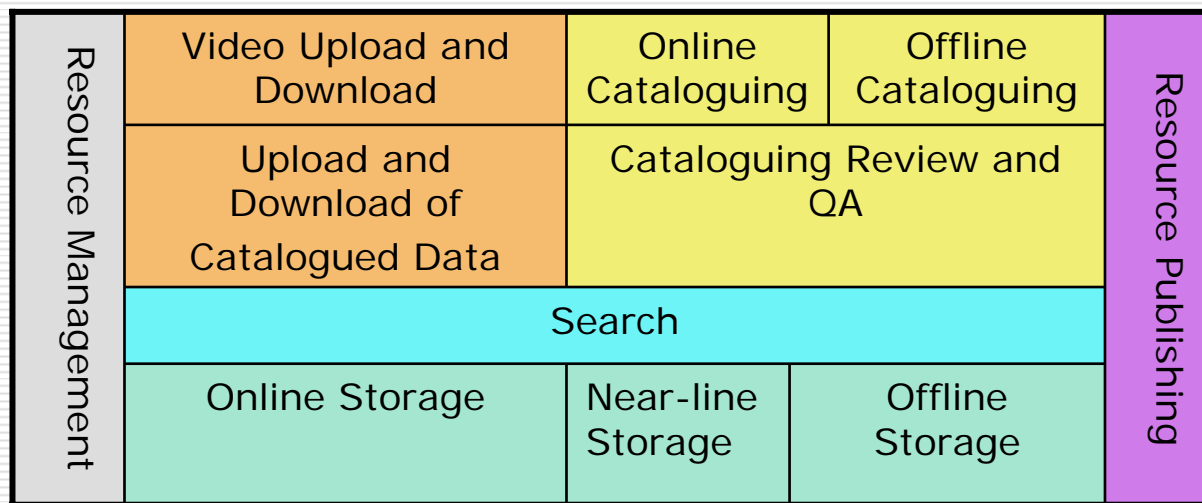 Resource Management
Video Upload and
Download
Online
Cataloguing
Offline
Cataloguing
Upload and
Download of
Catalogued Data
Cataloguing Review and
QA
Search
Online Storage
Near-line
Storage
Offline
Storage
Resource Publishing